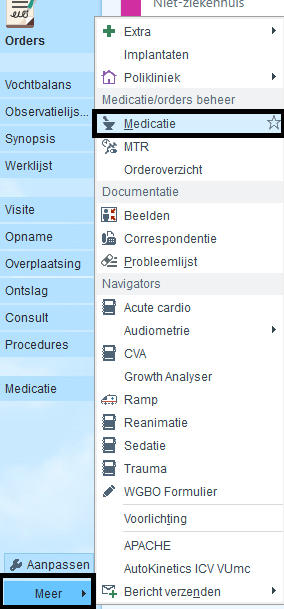 Niet-ziekenhuis
Orders
Vochtbalans
Observatielijs...
Synopsis
Werklijst
Visite
Opname
Overplaatsing
Ontslag
Consult
Procedures
Medicatie
Aanpassen
Meer
Extra
Implantaten
Polikliniek
Medicatie/orders beheer
Medicatie
MTR
Orderoverzicht
Documentatie
Beelden
Correspondentie
Probleemlijst
Navigators
Acute cardio
Audiometrie
CVA
Growth Analyser
Ramp
Reanimatie
Sedatie
Trauma
WGBO Formulier
Voorlichting
APACHE
AutoKinetics ICV VUmc
Bericht verzenden